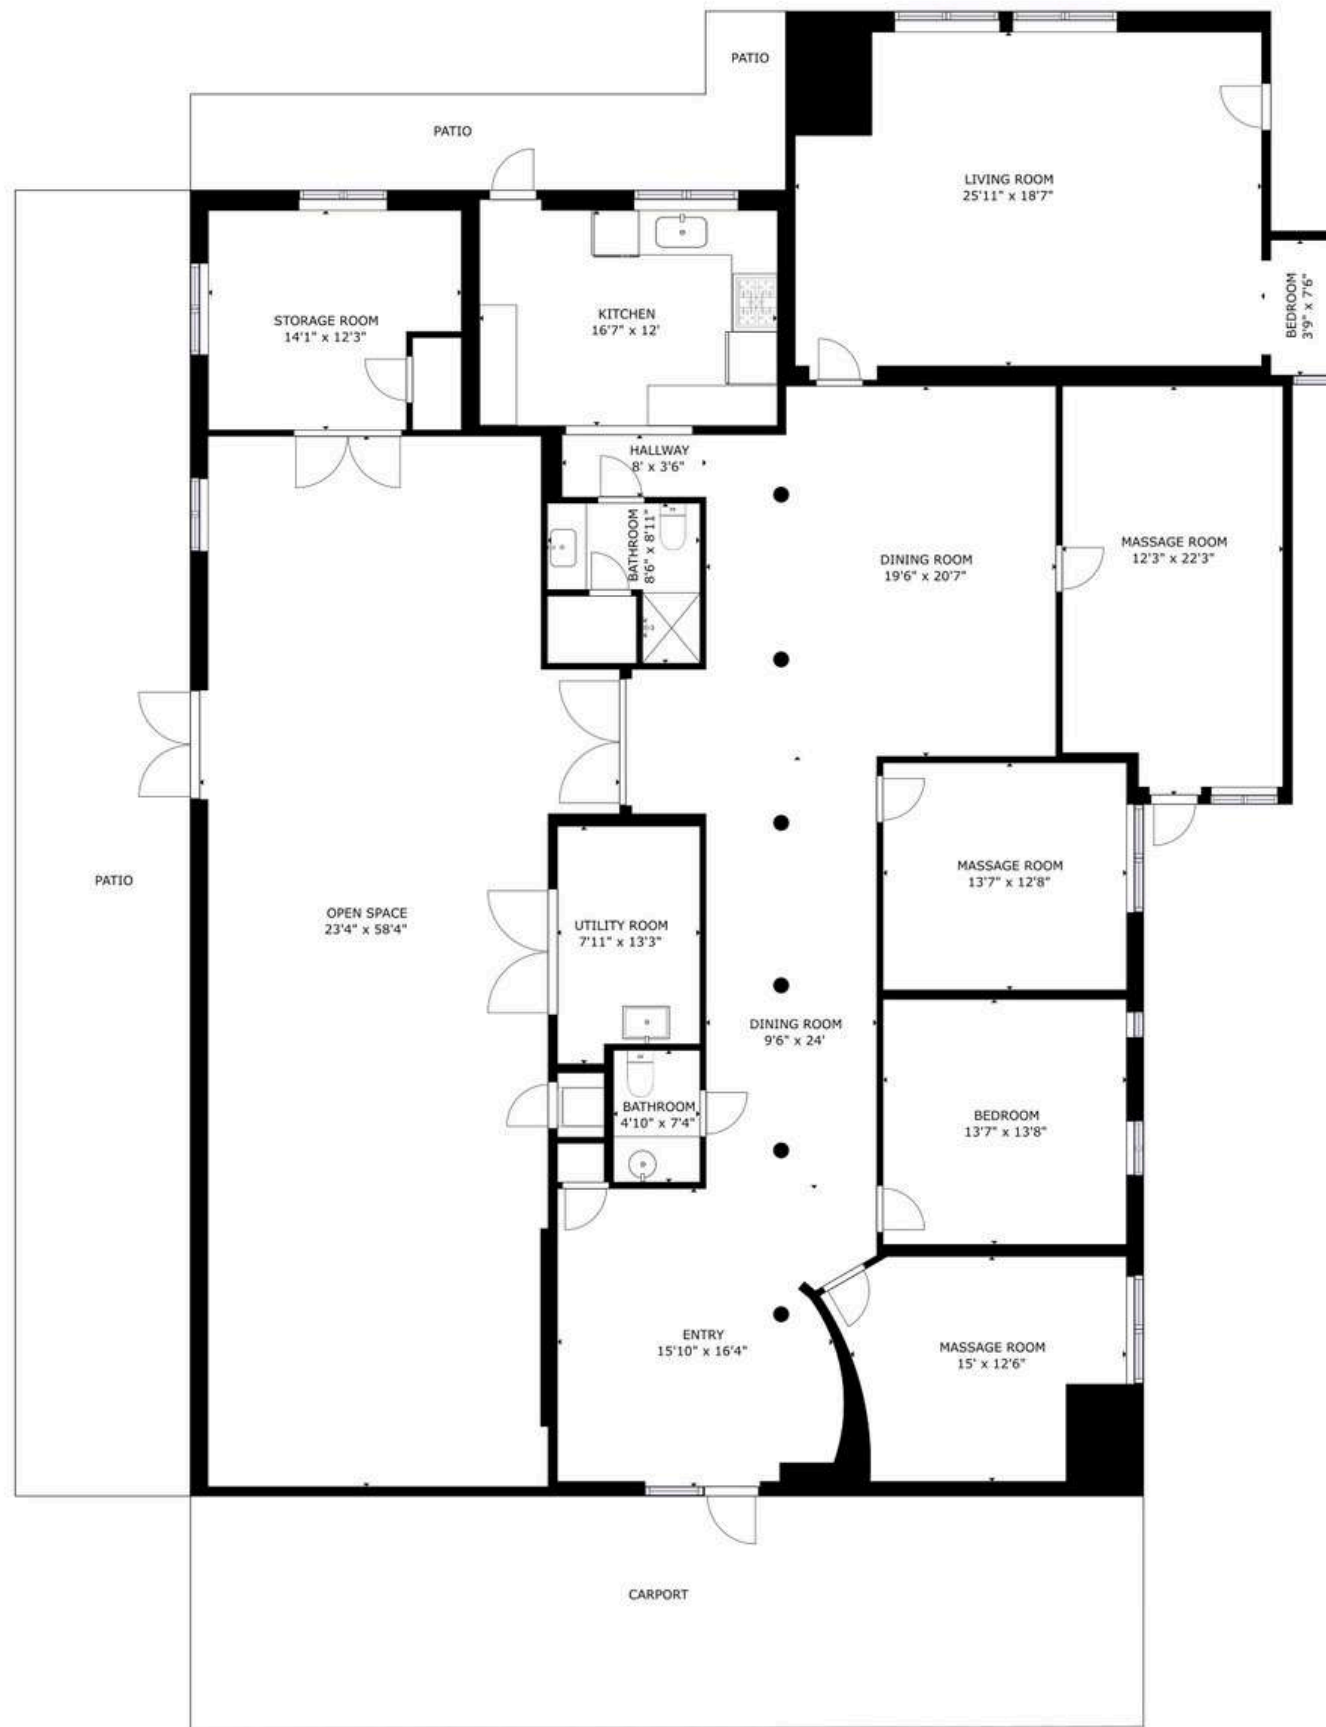 PATIO
PATIO
LIVING ROOM
25'11" x 18'7"
BEDROOM
3'9" x 7'6"
STORAGE ROOM
14'1" x 12'3"
KITCHEN
16'7" x 12'
HALLWAY
8' x 3'6"
BATHROOM
8'6" x 8'11"
DINING ROOM
19'6" x 20'7"
MASSAGE ROOM
12'3" x 22'3"
PATIO
OPEN SPACE
23'4" x 58'4"
UTILITY ROOM
7'11" x 13'3"
MASSAGE ROOM
13'7" x 12'8"
DINING ROOM
9'6" x 24'
BATHROOM
4'10" x 7'4"
BEDROOM
13'7" x 13'8"
ENTRY
15'10" x 16'4"
MASSAGE ROOM
15' x 12'6"
CARPORT